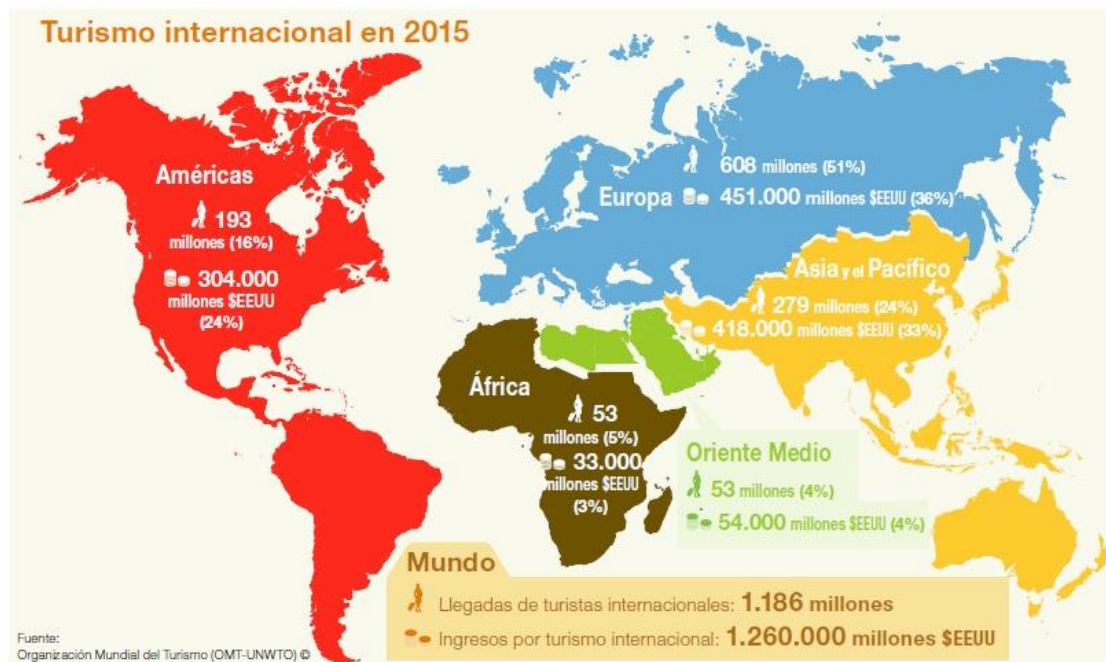 Turismo internacional en 2015
Américas
193
millones (16%)
304.000
millones $EEUU
(24%)
608 millones (51%)
Europa
451.000 millones $EEUU (36%)
Asia y el Pacífico
279 millones (24%)
418.000 millones $EEUU (33%)
África
53
millones (5%)
33.000
millones $EEUU
(3%)
Oriente Medio
53 millones (4%)
54.000 millones $EEUU (4%)
Mundo
Llegadas de turistas internacionales: 1.186 millones
Ingresos por turismo internacional: 1.260.000 millones $EEUU
Fuente:
Organización Mundial del Turismo (OMT-UNWTO) ©